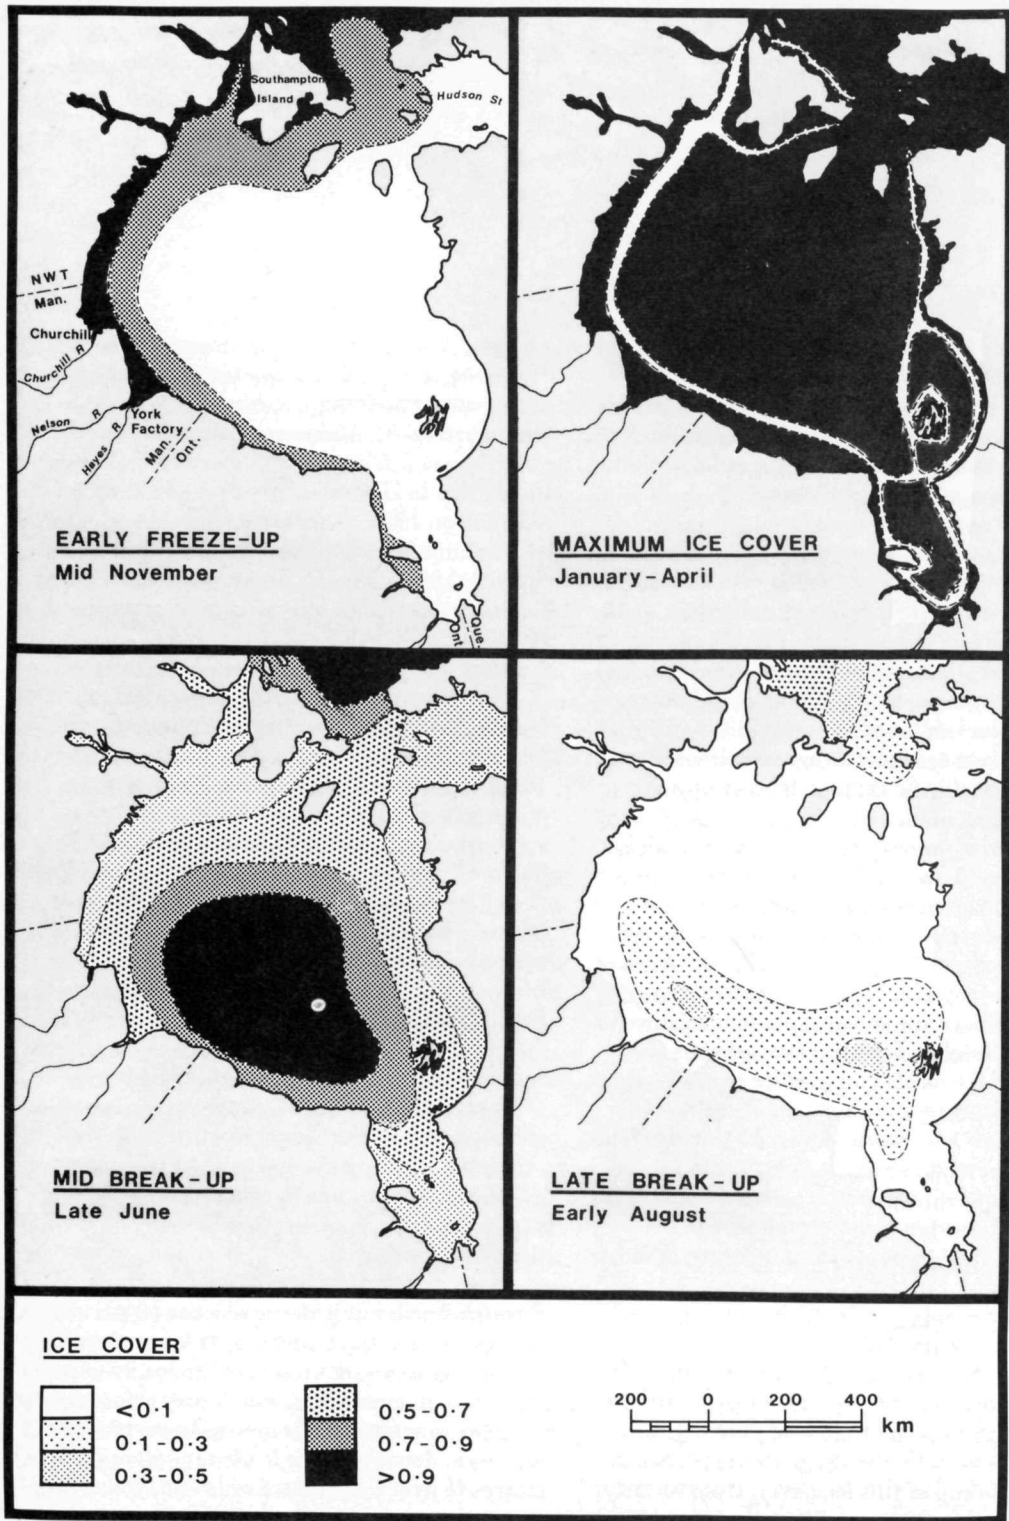 Southampton
Island
Hudson St
NWT
Man.
Churchill
Churchill R
Nelson R
Hayes R
York
Factory
Man.
Ont.
EARLY FREEZE-UP
Mid November
Ont
Que
MAXIMUM ICE COVER
January-April
MID BREAK-UP
Late June
LATE BREAK-UP
Early August
ICE COVER
<0.1
0.1-0.3
0.3-0.5
0.5-0.7
0.7-0.9
>0.9
200 0 200 400
km